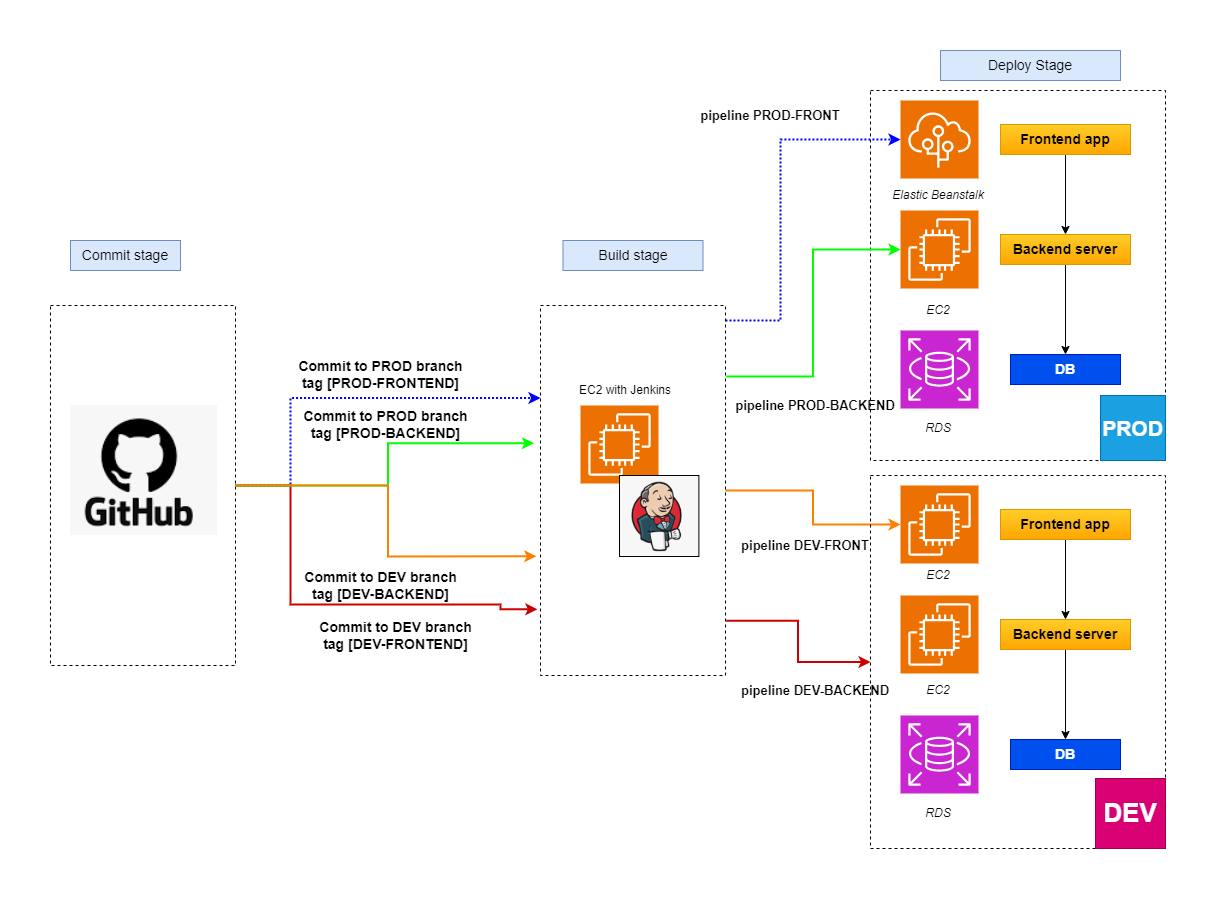 Deploy Stage
pipeline PROD-FRONT
Frontend app
Elastic Beanstalk
Commit stage
Build stage
Backend server
EC2
Commit to PROD branch
tag [PROD-FRONTEND]
EC2 with Jenkins
DB
Commit to PROD branch
tag [PROD-BACKEND]
pipeline PROD-BACKEND
RDS
PROD
GitHub
Frontend app
pipeline DEV-FRONT
EC2
Commit to DEV branch
tag [DEV-BACKEND]
Commit to DEV branch
tag [DEV-FRONTEND]
Backend server
pipeline DEV-BACKEND
EC2
DB
RDS
DEV